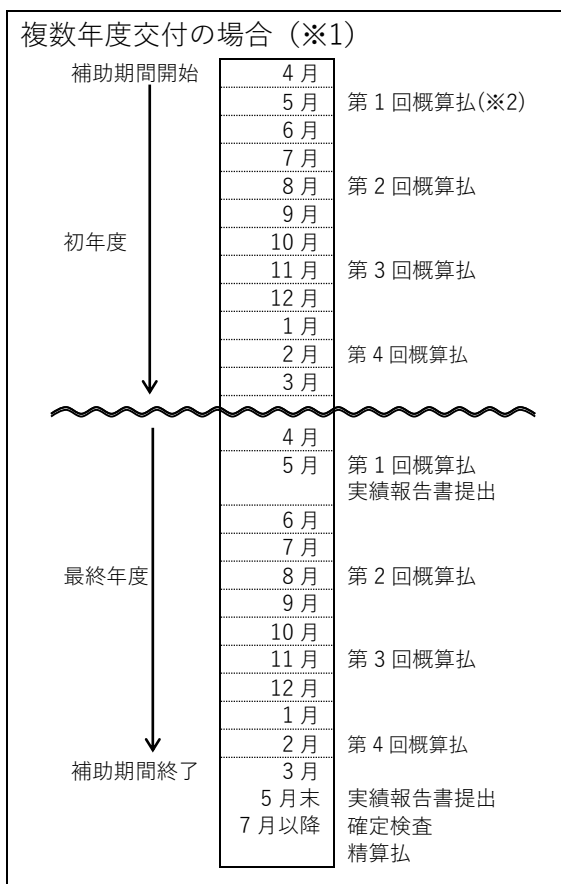 複数年度交付の場合（※1）
補助期間開始 4月
5月 第1回概算払(※2)
6月
7月
8月 第2回概算払
9月
初年度 10月
11月 第3回概算払
12月
1月
2月 第4回概算払
3月
4月
5月 第1回概算払
実績報告書提出
6月
7月
最終年度 8月 第2回概算払
9月
10月
11月 第3回概算払
12月
1月
2月 第4回概算払
補助期間終了 3月
5月末 実績報告書提出
7月以降 確定検査
精算払